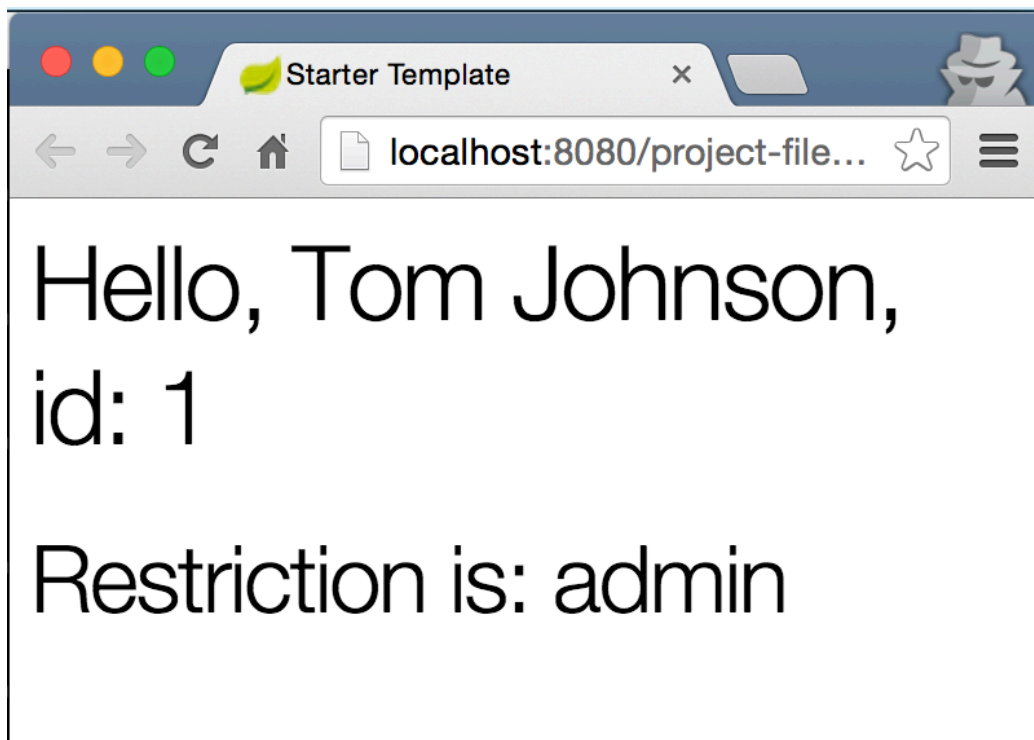 Starter Template
localhost:8080/project-file...
Hello, Tom Johnson,
id: 1
Restriction is: admin